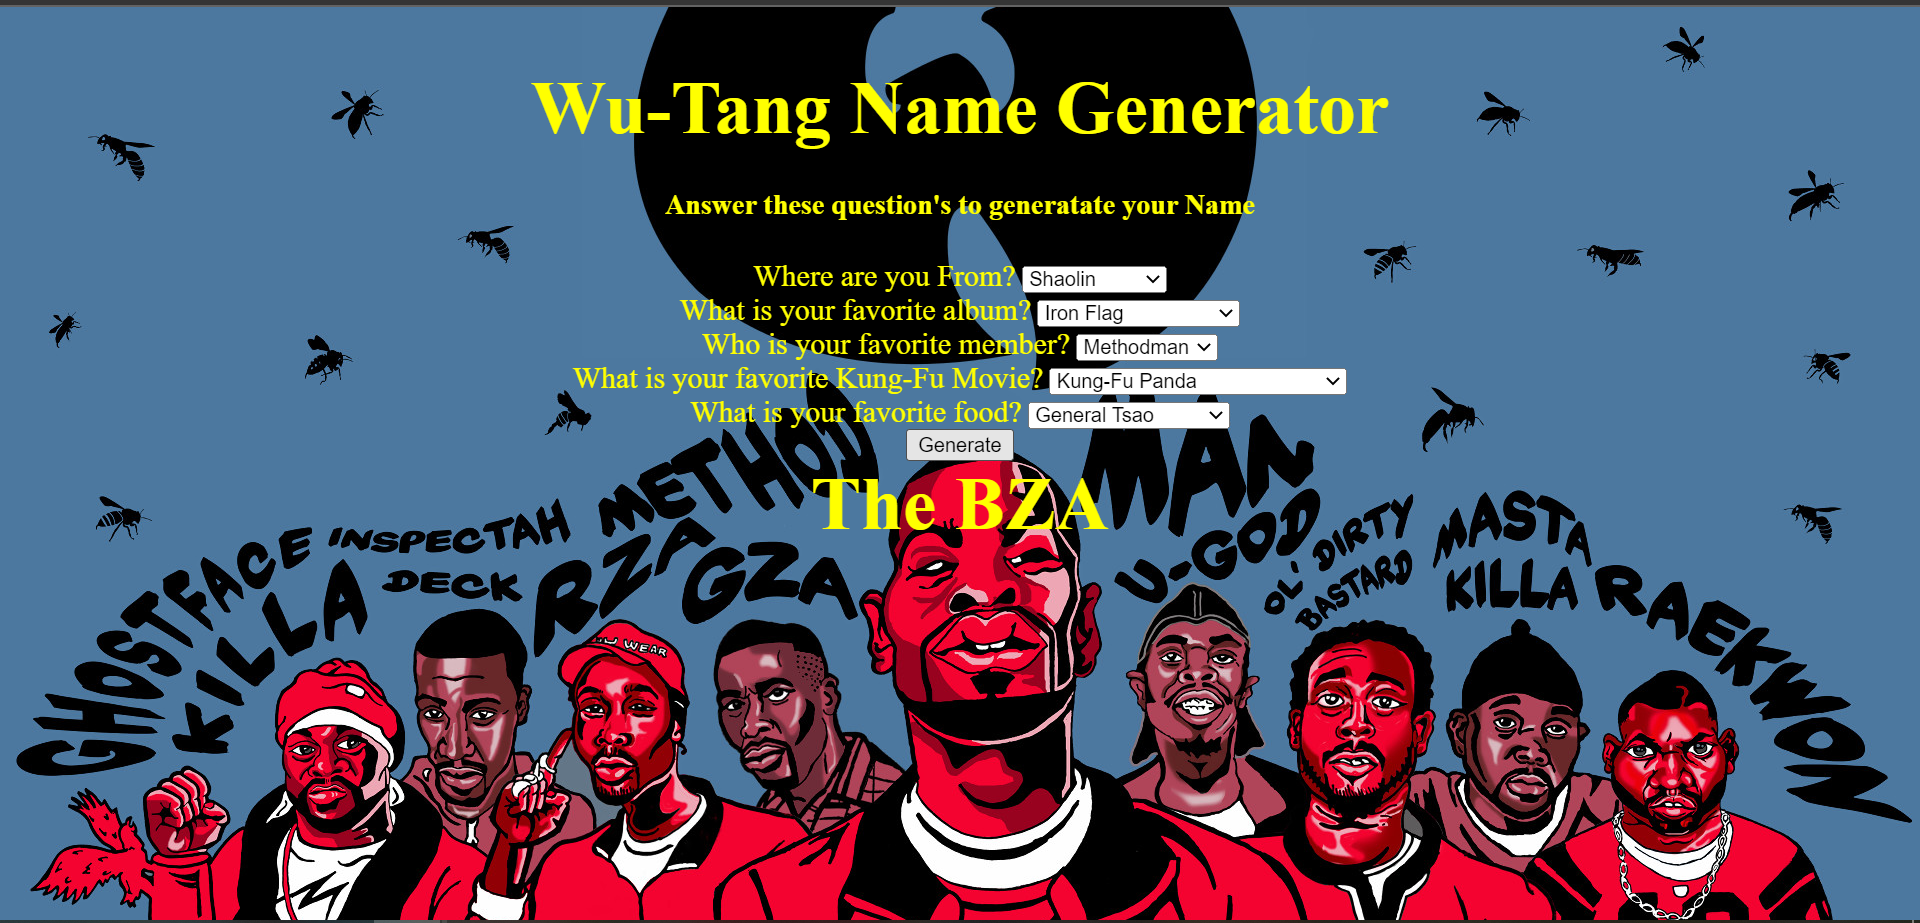 Wu-Tang Name Generator
Answer these question's to generatate your Name
Where are you From? Shaolin
What is your favorite album? Iron Flag
Who is your favorite member? Methodman
What is your favorite Kung-Fu Movie? Kung-Fu Panda
What is your favorite food? General Tsao
Generate
The BZA
GHOSTFACE
KILLA
INSPECTAH
DECK
METHOD
MAN
RZA
GZA
U-GOD
OL' DIRTY
BASTARD
MASTA
KILLA
RAEKWON
WEAR